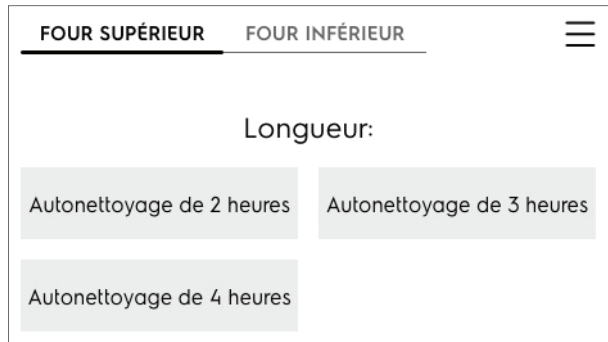 FOUR SUPÉRIEUR FOUR INFÉRIEUR
Longueur:
Autonettoyage de 2 heures Autonettoyage de 3 heures
Autonettoyage de 4 heures